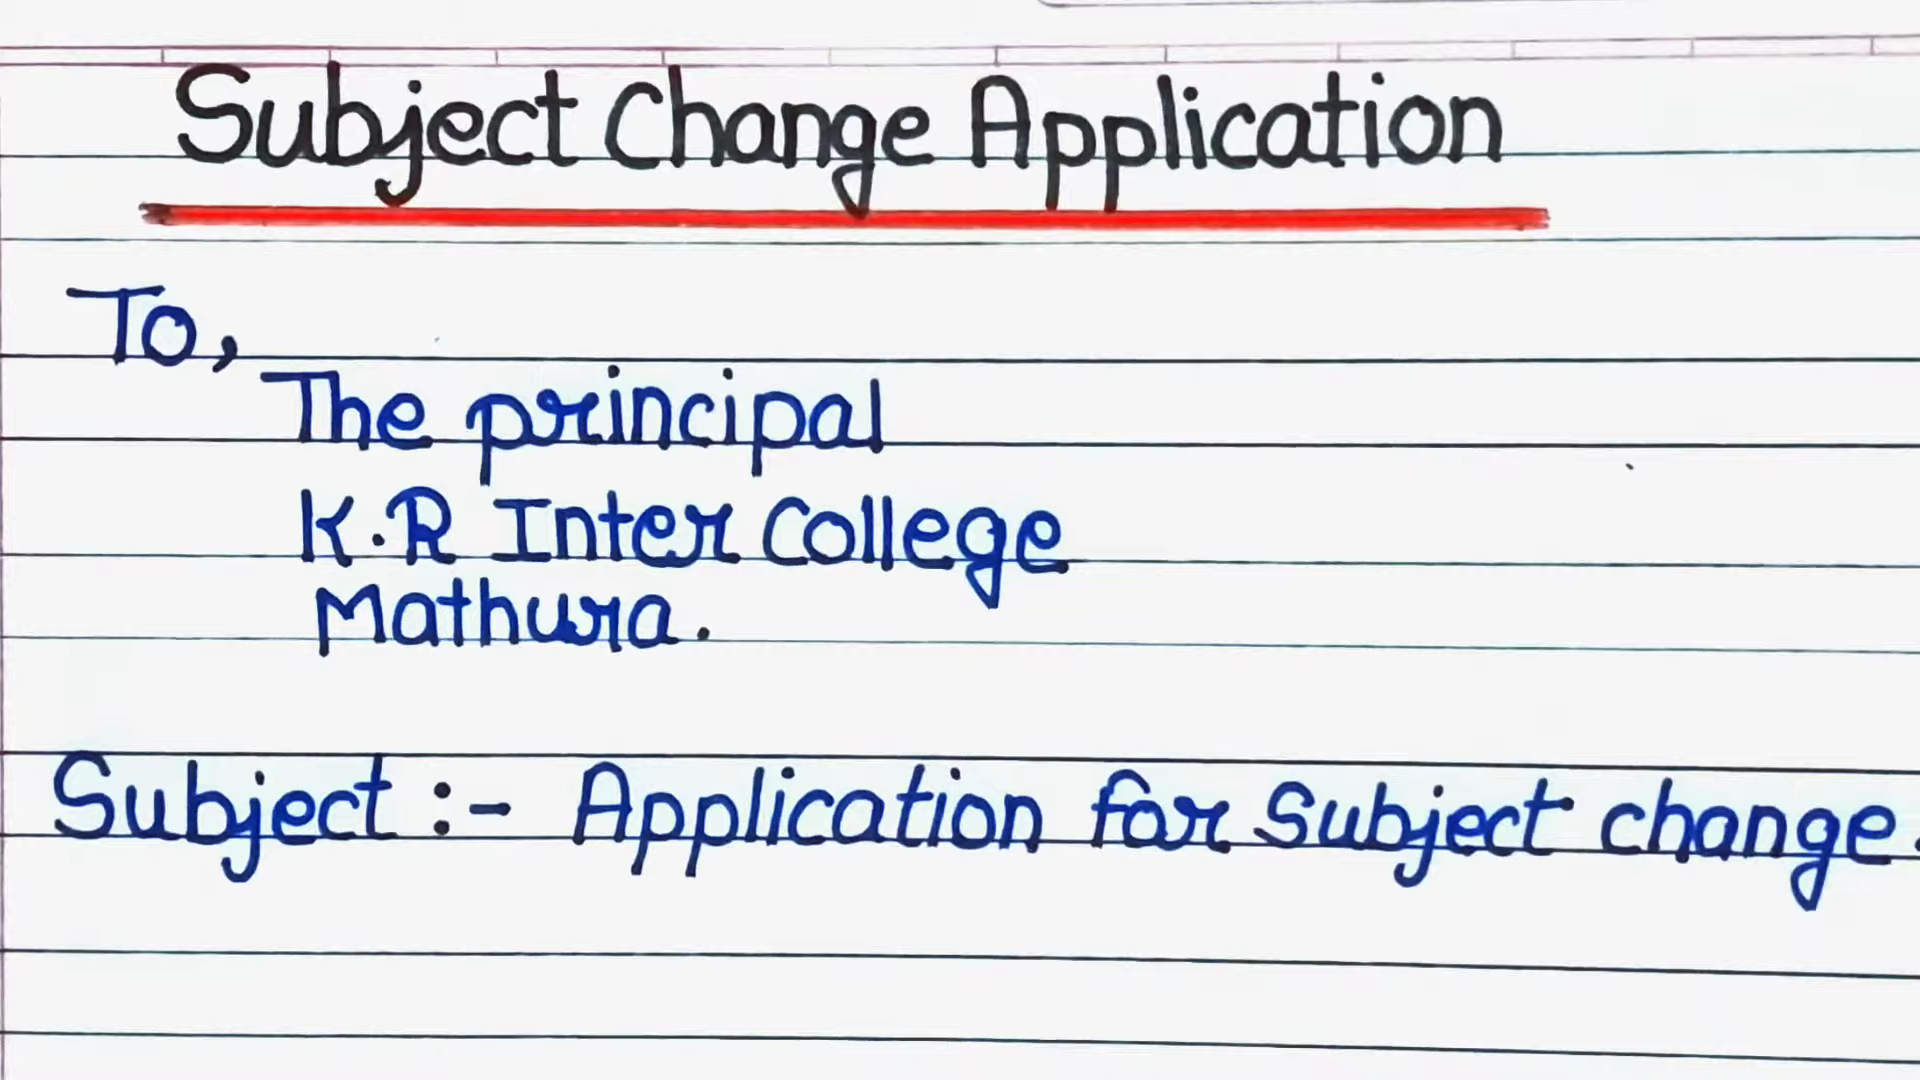 Subject Change Application
To,
The principal
K.R Inter College
Mathura.
Subject :- Application for Subject change.